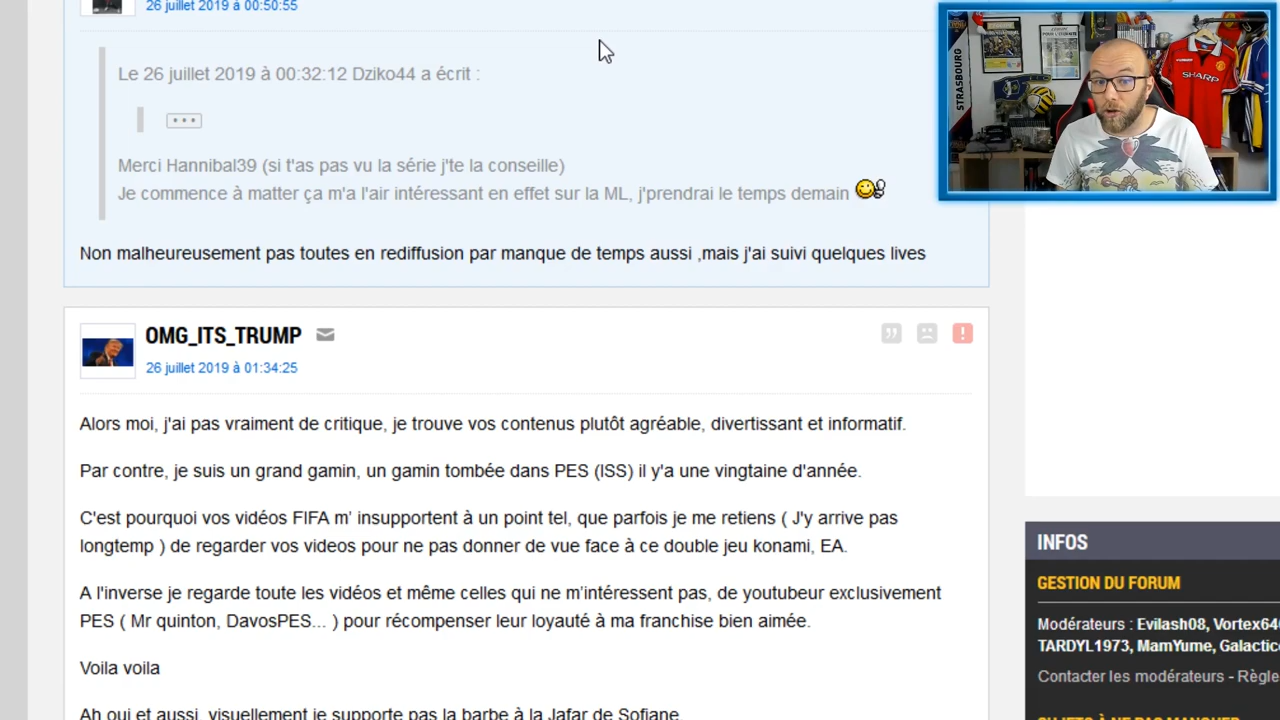 26 juillet 2019 à 00:50:55
Le 26 juillet 2019 à 00:32:12 Dziko44 a écrit :
Merci Hannibal39 (si t'as pas vu la série j'te la conseille)
Je commence à matter ça m'a l'air intéressant en effet sur la ML, j'prendrai le temps demain
Non malheureusement pas toutes en rediffusion par manque de temps aussi ,mais j'ai suivi quelques lives
OMG_ITS_TRUMP
26 juillet 2019 à 01:34:25
Alors moi, j'ai pas vraiment de critique, je trouve vos contenus plutôt agréable, divertissant et informatif.
Par contre, je suis un grand gamin, un gamin tombée dans PES (ISS) il y'a une vingtaine d'année.
C'est pourquoi vos vidéos FIFA m' insupportent à un point tel, que parfois je me retiens ( J'y arrive pas
longtemp ) de regarder vos videos pour ne pas donner de vue face à ce double jeu konami, EA.
A l'inverse je regarde toute les vidéos et même celles qui ne m'intéressent pas, de youtubeur exclusivement
PES ( Mr quinton, DavosPES... ) pour récompenser leur loyauté à ma franchise bien aimée.
Voila voila
Ah oui et aussi, visuellement je supporte pas la barbe à la Jafar de Sofiane.
STRASBOURG
SHARP
INFOS
GESTION DU FORUM
Modérateurs : Evilash08, Vortex64
TARDYL1973, MamYume, Galactic
Contacter les modérateurs - Règle
SUJETS À NE PAS MANQUER